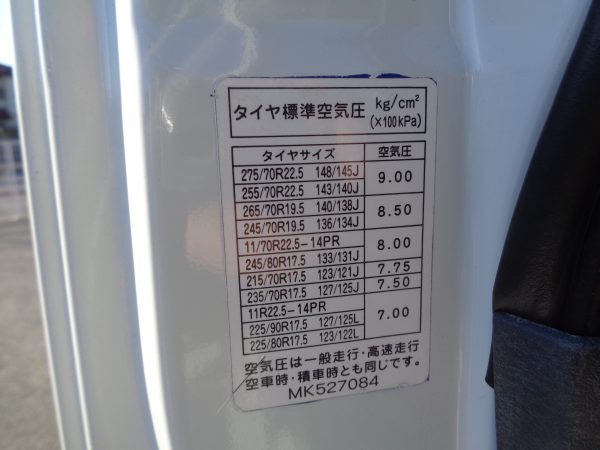 タイヤ標準空気圧 kg/cm² (×100kPa)
タイヤサイズ 空気圧
275/70R22.5 148/145J 9.00
255/70R22.5 143/140J
265/70R19.5 140/138J 8.50
245/70R19.5 136/134J
11/70R22.5-14PR 8.00
245/80R17.5 133/131J
215/70R17.5 123/121J 7.75
235/70R17.5 127/125J 7.50
11R22.5-14PR 7.00
225/90R17.5 127/125L
225/80R17.5 123/122L
空気圧は一般走行・高速走行
空車時・積車時とも同じです。
MK527084